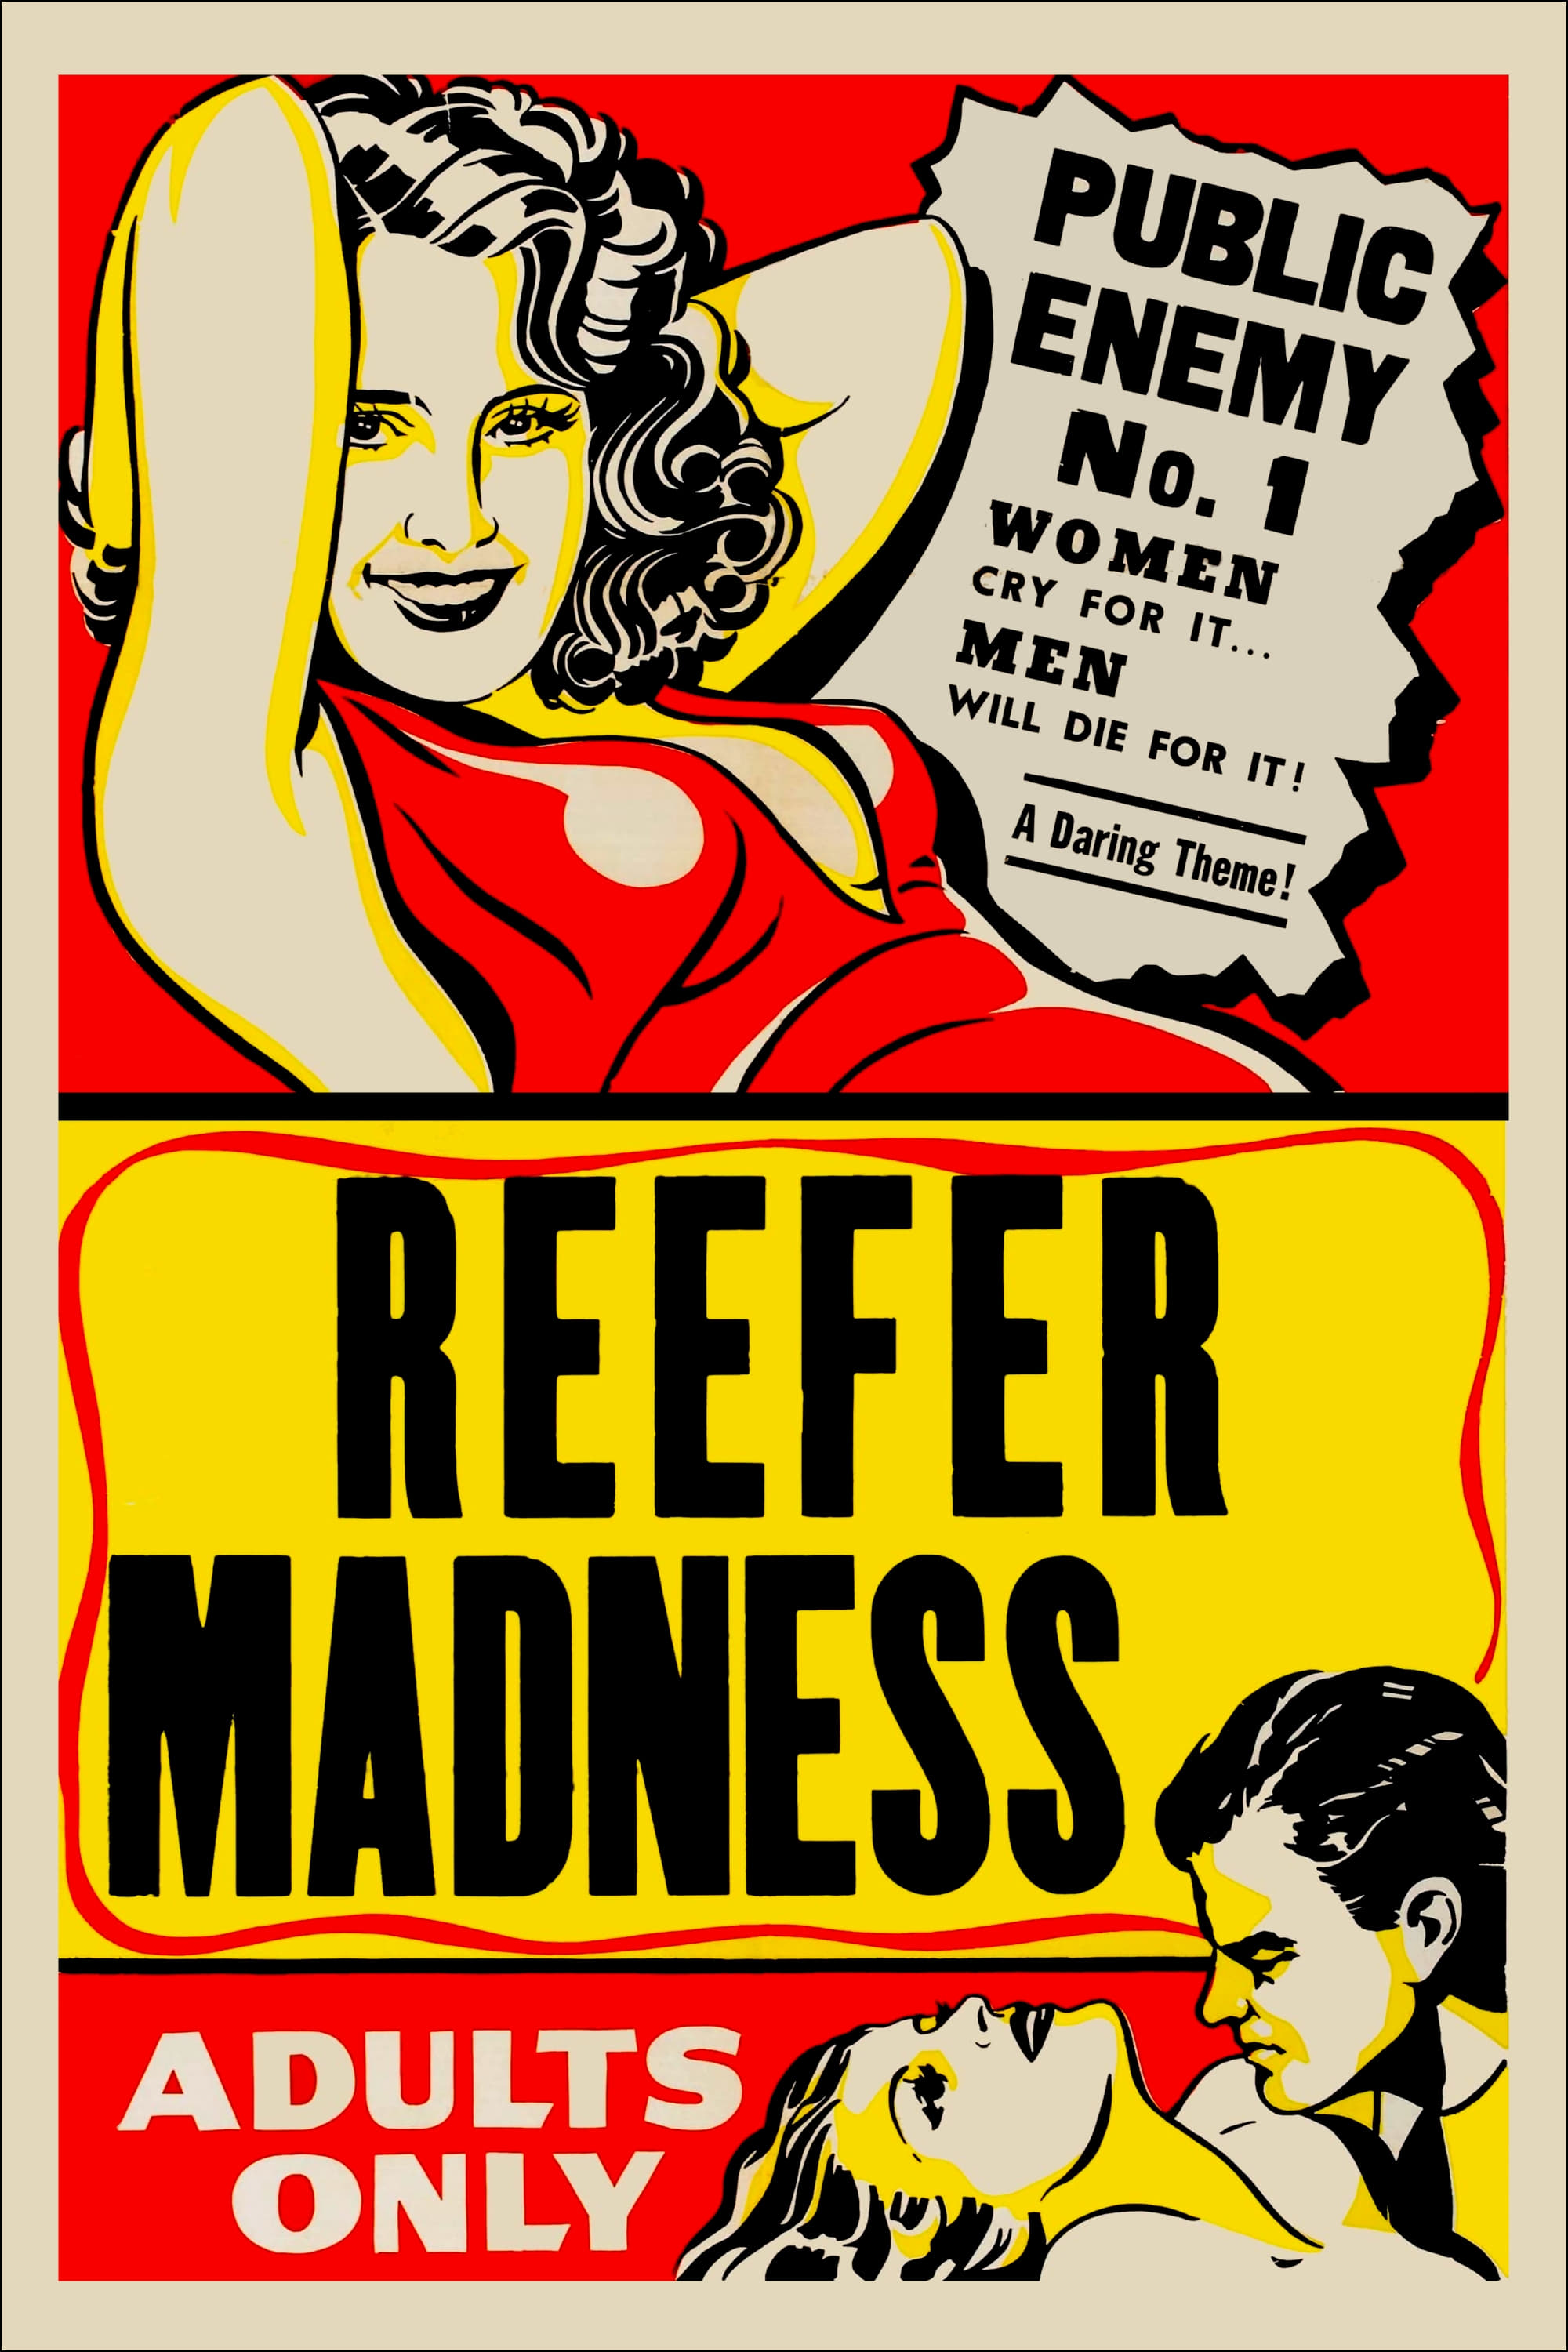 PUBLIC
ENEMY
No. 1
WOMEN
CRY FOR IT...
MEN
WILL DIE FOR IT!
A Daring Theme!
REEFER
MADNESS
ADULTS
ONLY